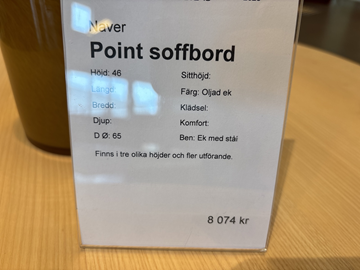 Naver
Point soffbord
Höjd: 46 Sitthöjd:
Längd: Färg: Oljad ek
Bredd: Klädsel:
Djup: Komfort:
D Ø: 65 Ben: Ek med stål
Finns i tre olika höjder och fler utförande.
8 074 kr